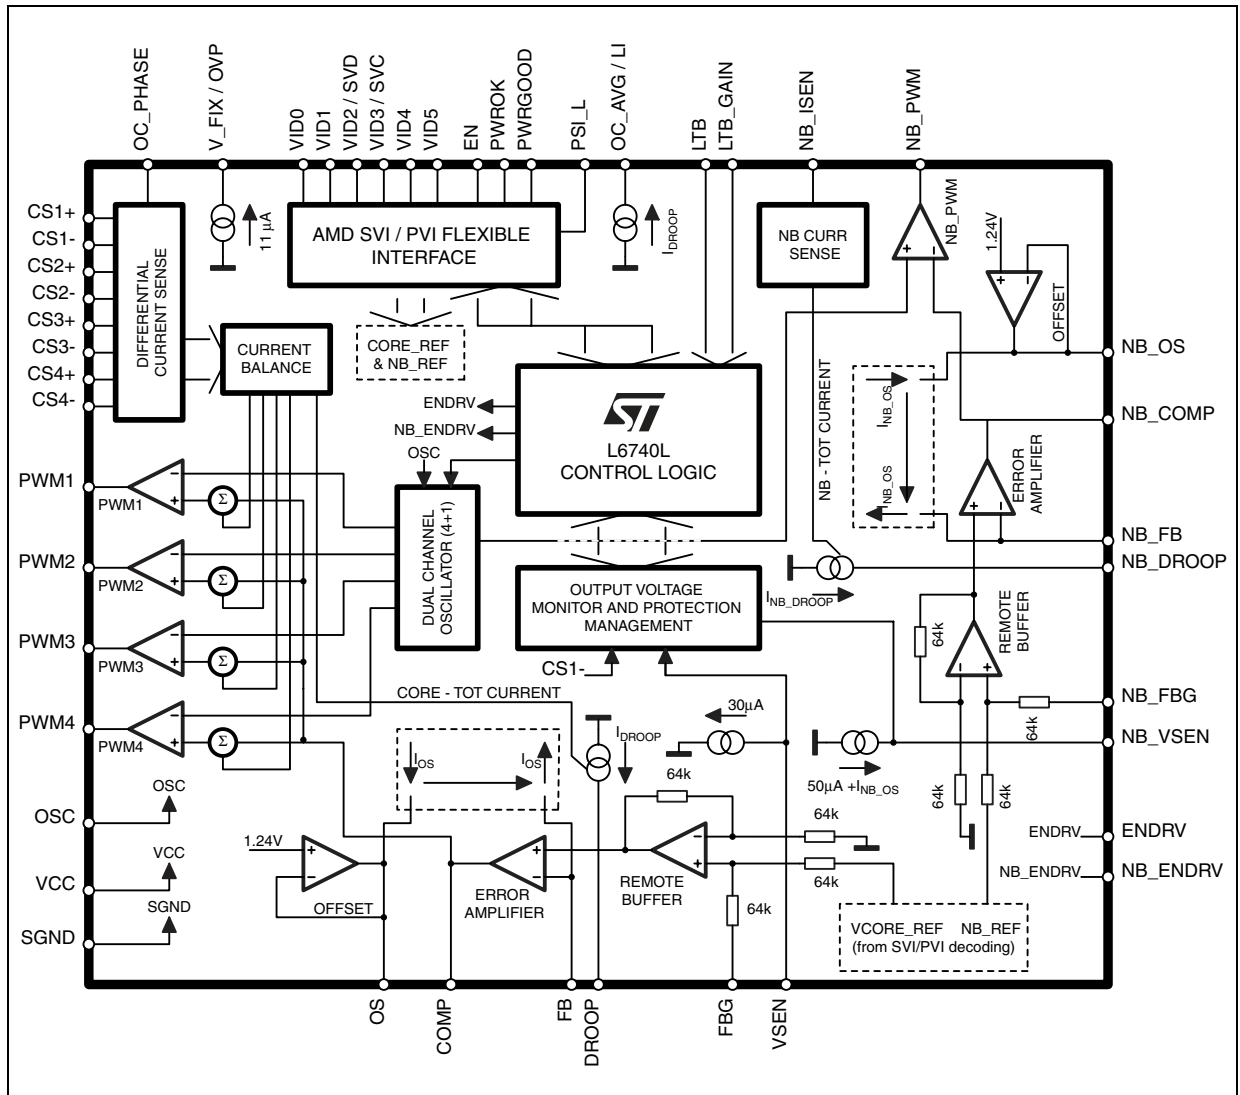 OC_PHASE
V_FIX / OVP
VID0
VID1
VID2 / SVD
VID3 / SVC
VID4
VID5
EN
PWROK
PWRGOOD
PSI_L
OC_AVG / LI
LTB
LTB_GAIN
NB_ISEN
NB_PWM
CS1+
CS1-
CS2+
CS2-
CS3+
CS3-
CS4+
CS4-
DIFFERENTIAL
CURRENT SENSE
11 µA
AMD SVI / PVI FLEXIBLE
INTERFACE
IDROOP
NB CURR
SENSE
NB_PWM
+
-
1.24V
+
-
OFFSET
CURRENT
BALANCE
CORE_REF
& NB_REF
NB_OS
INB_OS
INB_OS
NB_COMP
ENDRV
NB_ENDRV
OSC
ST
L6740L
CONTROL LOGIC
NB - TOT CURRENT
ERROR
AMPLIFIER
+
-
PWM1
PWM1
-
+
Σ
DUAL CHANNEL
OSCILLATOR (4+1)
NB_FB
NB_DROOP
INB_DROOP
PWM2
PWM2
-
+
Σ
OUTPUT VOLTAGE
MONITOR AND PROTECTION
MANAGEMENT
64k
REMOTE
BUFFER
-
+
PWM3
PWM3
-
+
Σ
CS1-
CORE - TOT CURRENT
NB_FBG
64k
PWM4
PWM4
-
+
Σ
30µA
IDROOP
NB_VSEN
50µA +INB_OS
IOS
IOS
64k
64k
64k
OSC
OSC
1.24V
+
-
OFFSET
+
-
ERROR
AMPLIFIER
-
+
REMOTE
BUFFER
64k
64k
64k
ENDRV
ENDRV
VCC
VCC
NB_ENDRV
NB_ENDRV
SGND
SGND
VCORE_REF NB_REF
(from SVI/PVI decoding)
OS
COMP
FB
DROOP
FBG
VSEN